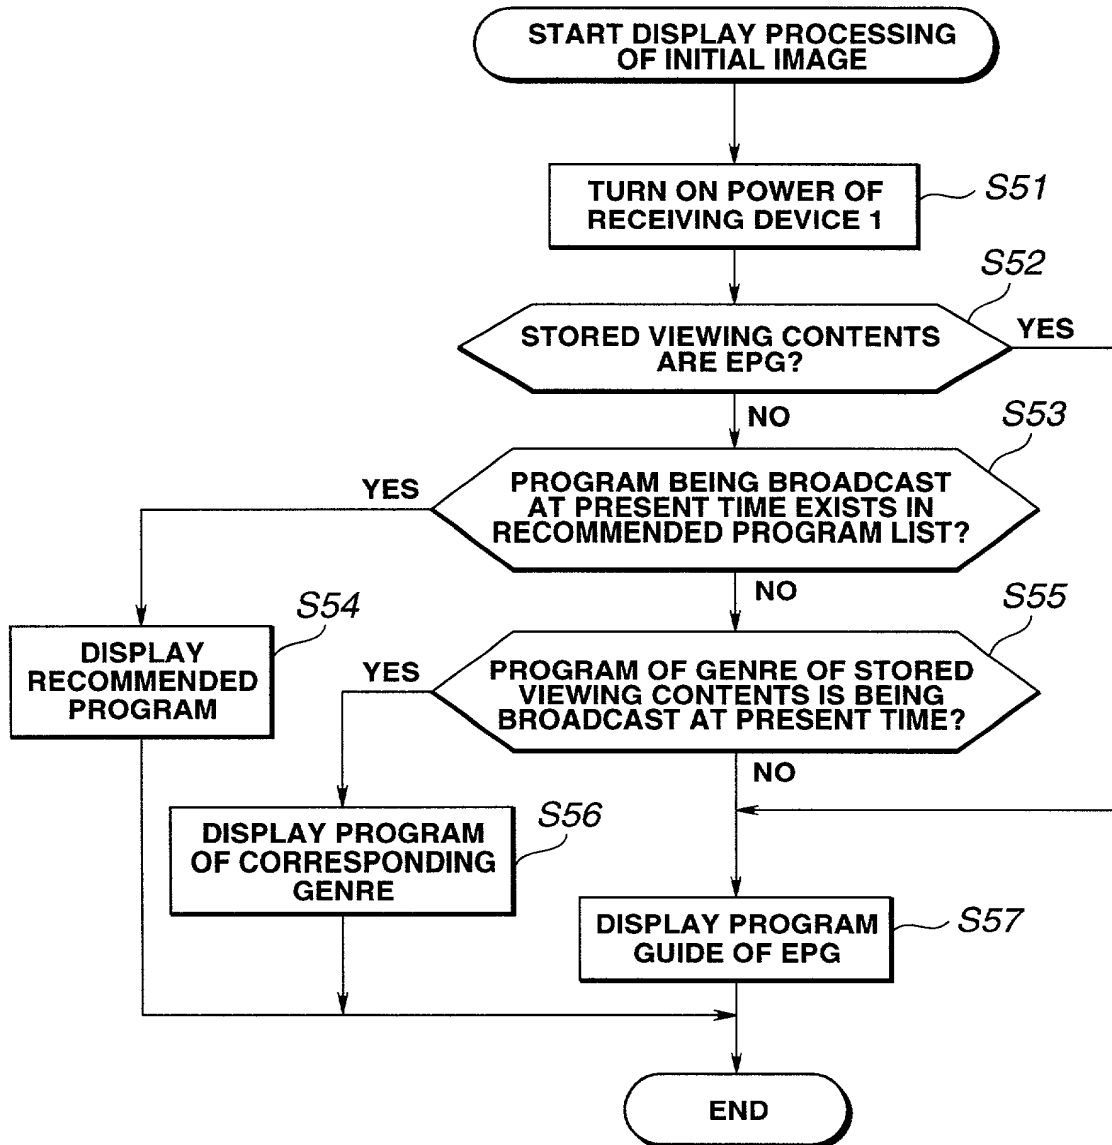 START DISPLAY PROCESSING
OF INITIAL IMAGE
TURN ON POWER OF
RECEIVING DEVICE 1
S51
S52
STORED VIEWING CONTENTS
ARE EPG?
YES
NO
S53
PROGRAM BEING BROADCAST
AT PRESENT TIME EXISTS IN
RECOMMENDED PROGRAM LIST?
YES
NO
S54
DISPLAY
RECOMMENDED
PROGRAM
S55
PROGRAM OF GENRE OF STORED
VIEWING CONTENTS IS BEING
BROADCAST AT PRESENT TIME?
YES
NO
S56
DISPLAY PROGRAM
OF CORRESPONDING
GENRE
DISPLAY PROGRAM
GUIDE OF EPG
S57
END